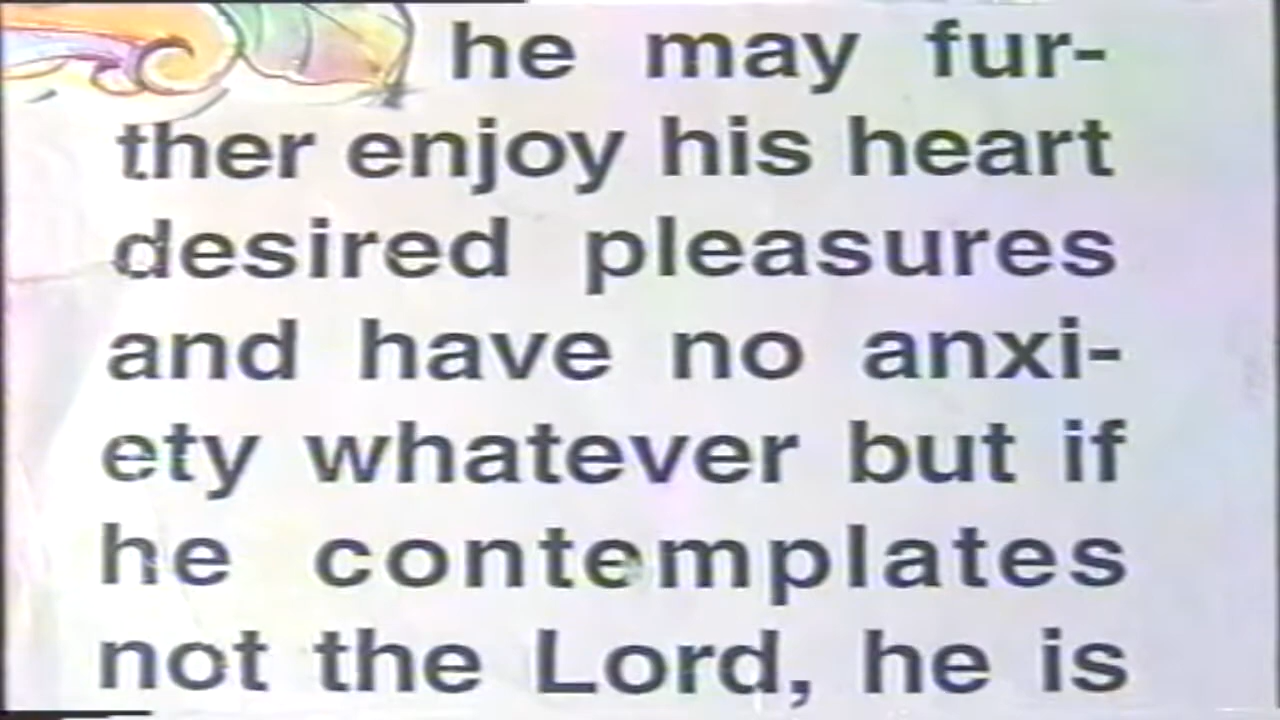 he may fur-
ther enjoy his heart
desired pleasures
and have no anxi-
ety whatever but if
he contemplates
not the Lord, he is